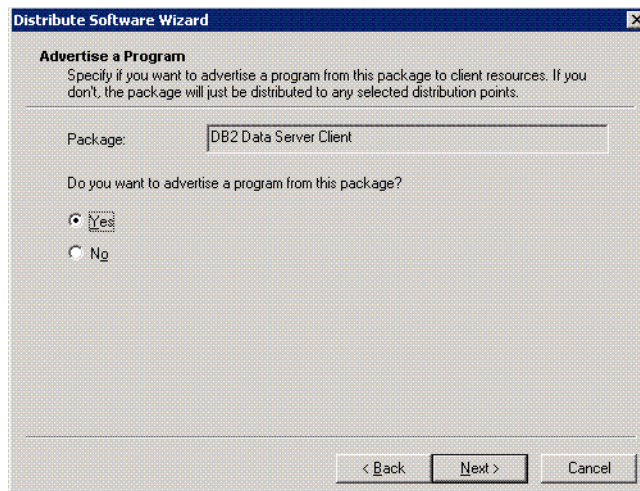 Distribute Software Wizard
Advertise a Program
Specify if you want to advertise a program from this package to client resources. If you
don't, the package will just be distributed to any selected distribution points.
Package:
DB2 Data Server Client
Do you want to advertise a program from this package?
Yes
No
< Back
Next >
Cancel